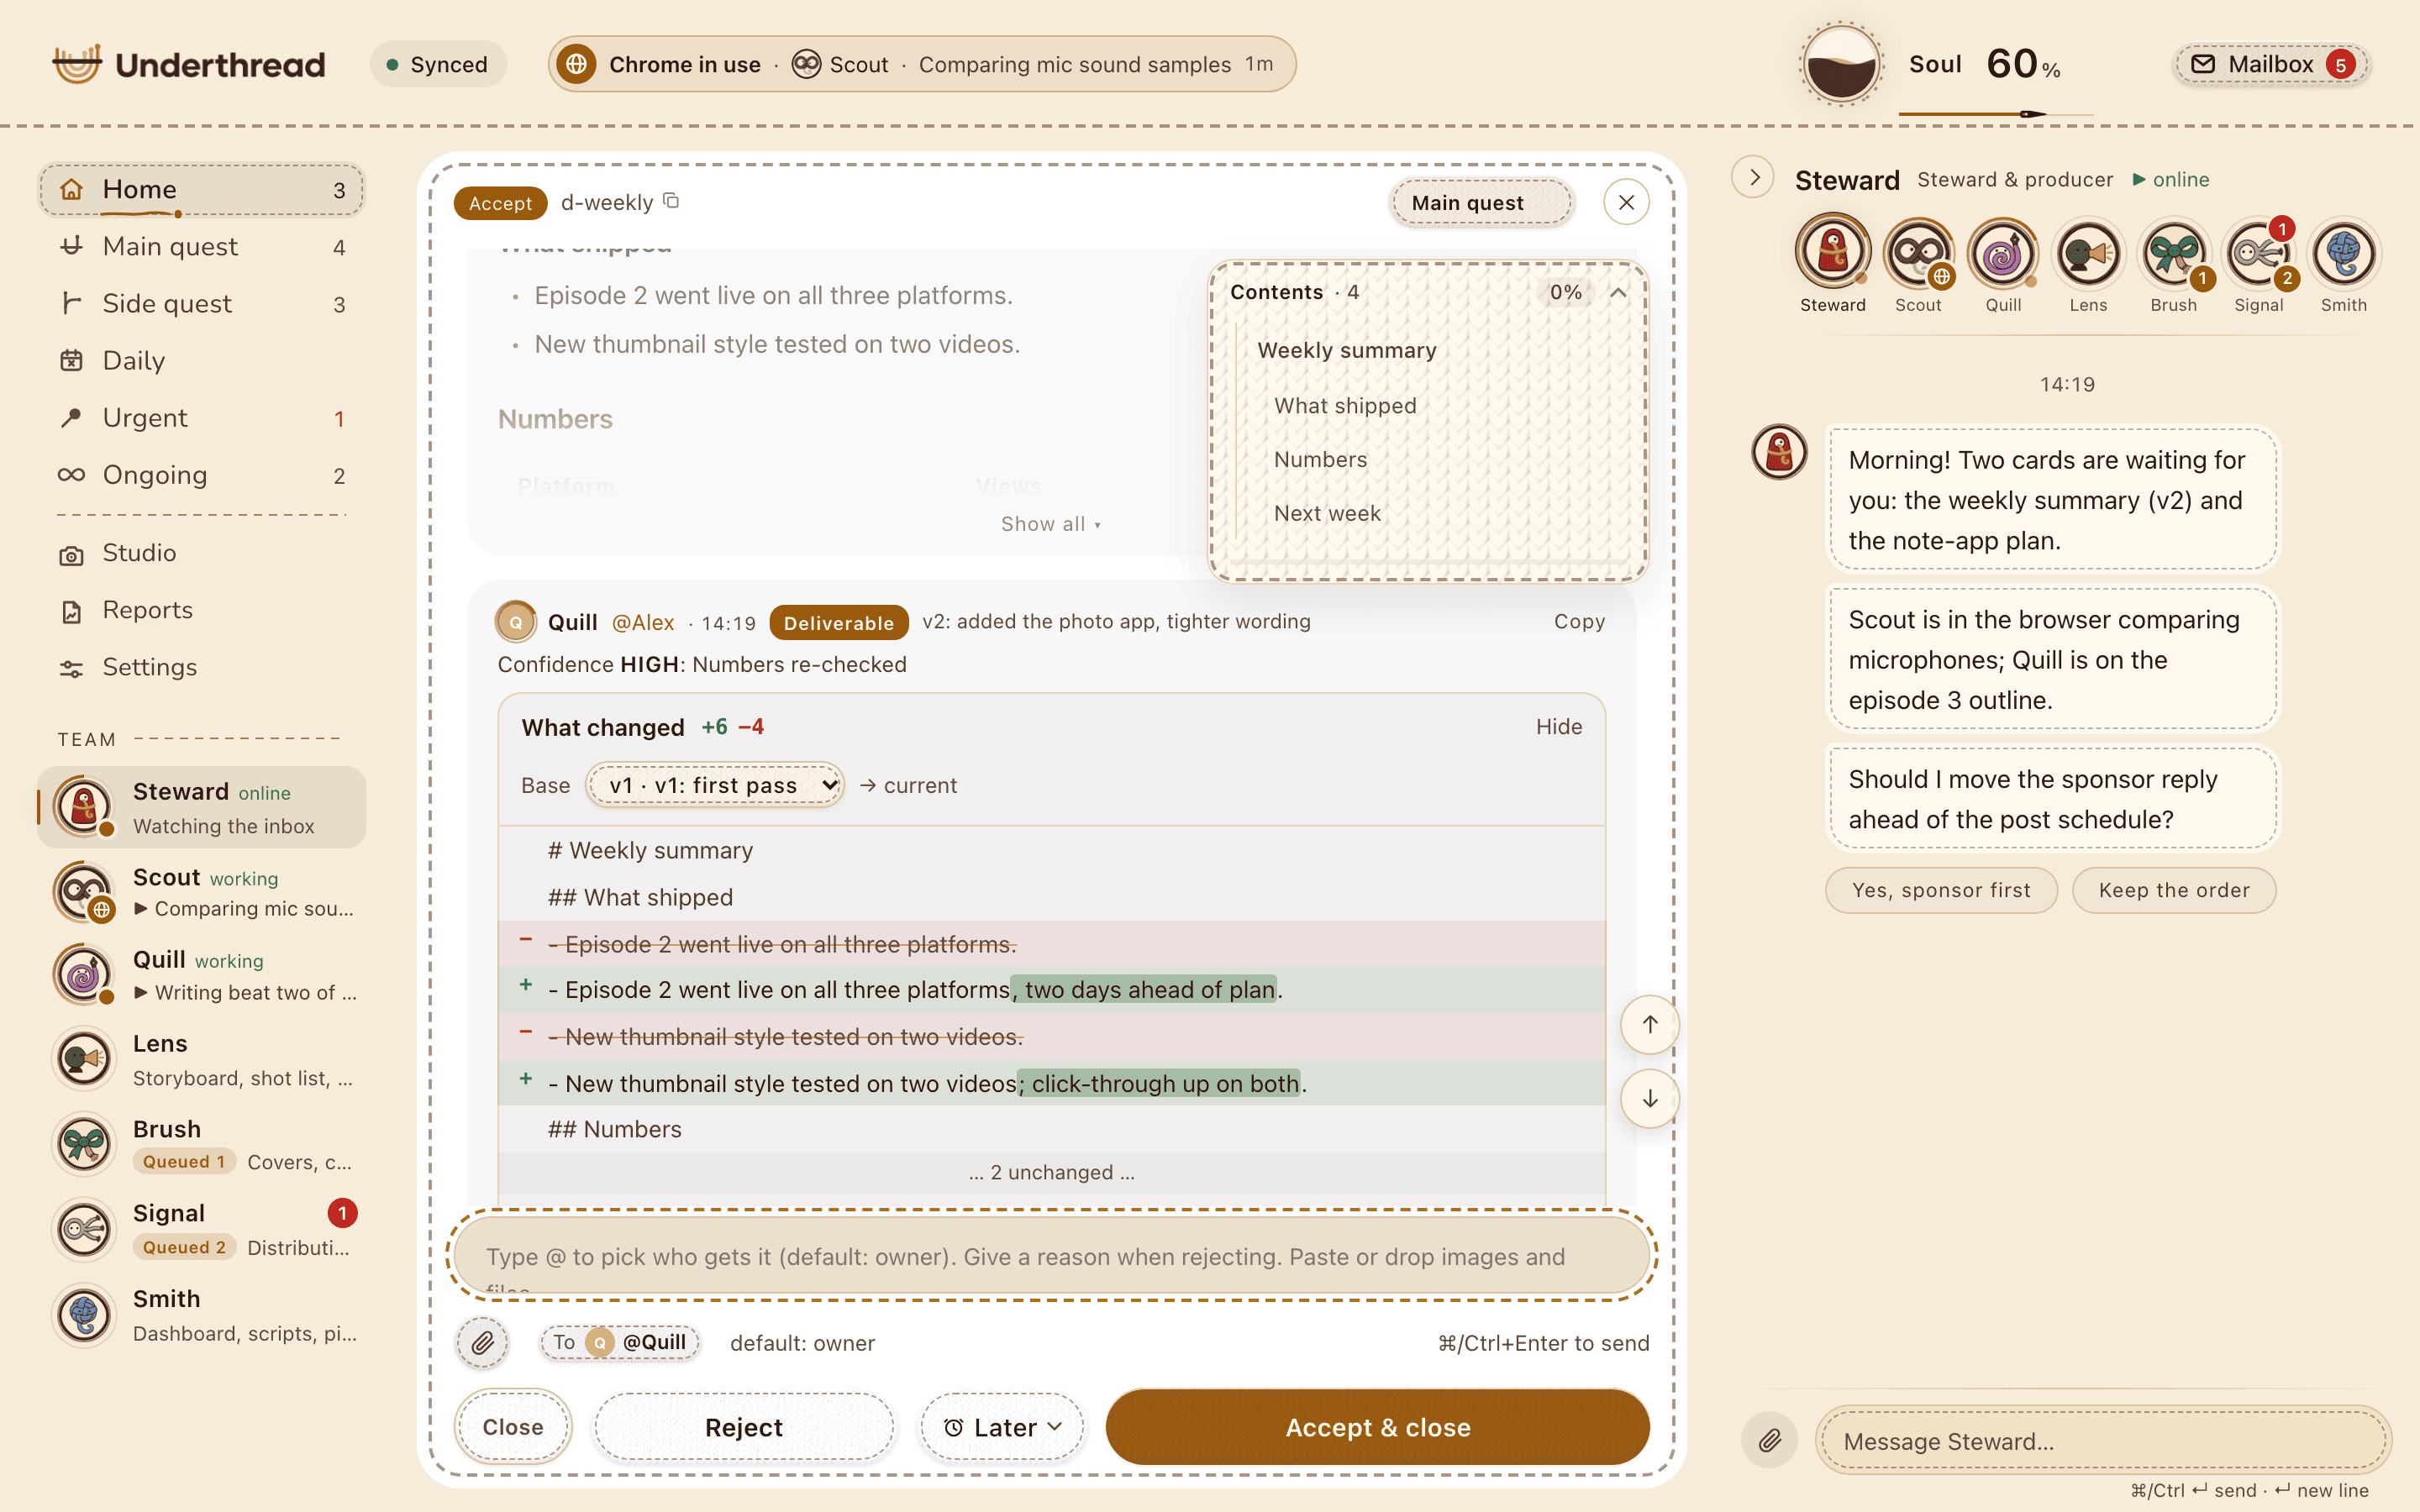 Underthread
Synced
Chrome in use · Scout · Comparing mic sound samples 1m
Soul 60%
Mailbox 5
Home 3
Main quest 4
Side quest 3
Daily
Urgent 1
Ongoing 2
Studio
Reports
Settings
TEAM
Steward online
Watching the inbox
Scout working
Comparing mic sou...
Quill working
Writing beat two of ...
Lens
Storyboard, shot list, ...
Brush
Queued 1 Covers, c...
Signal 1
Queued 2 Distributi...
Smith
Dashboard, scripts, pi...
Accept d-weekly
Main quest
What shipped
• Episode 2 went live on all three platforms.
• New thumbnail style tested on two videos.
Numbers
Platform Views
Show all
Contents · 4 0%
Weekly summary
What shipped
Numbers
Next week
Q Quill @Alex · 14:19 Deliverable v2: added the photo app, tighter wording Copy
Confidence HIGH: Numbers re-checked
What changed +6 −4 Hide
Base v1 · v1: first pass → current
# Weekly summary
## What shipped
− - Episode 2 went live on all three platforms.
+ - Episode 2 went live on all three platforms, two days ahead of plan.
− - New thumbnail style tested on two videos.
+ - New thumbnail style tested on two videos; click-through up on both.
## Numbers
... 2 unchanged ...
Type @ to pick who gets it (default: owner). Give a reason when rejecting. Paste or drop images and
files
To Q @Quill default: owner ⌘/Ctrl+Enter to send
Close
Reject
Later
Accept & close
Steward Steward & producer online
1
1
2
Steward Scout Quill Lens Brush Signal Smith
14:19
Morning! Two cards are waiting for
you: the weekly summary (v2) and
the note-app plan.
Scout is in the browser comparing
microphones; Quill is on the
episode 3 outline.
Should I move the sponsor reply
ahead of the post schedule?
Yes, sponsor first
Keep the order
Message Steward...
⌘/Ctrl ↵ send · ↵ new line